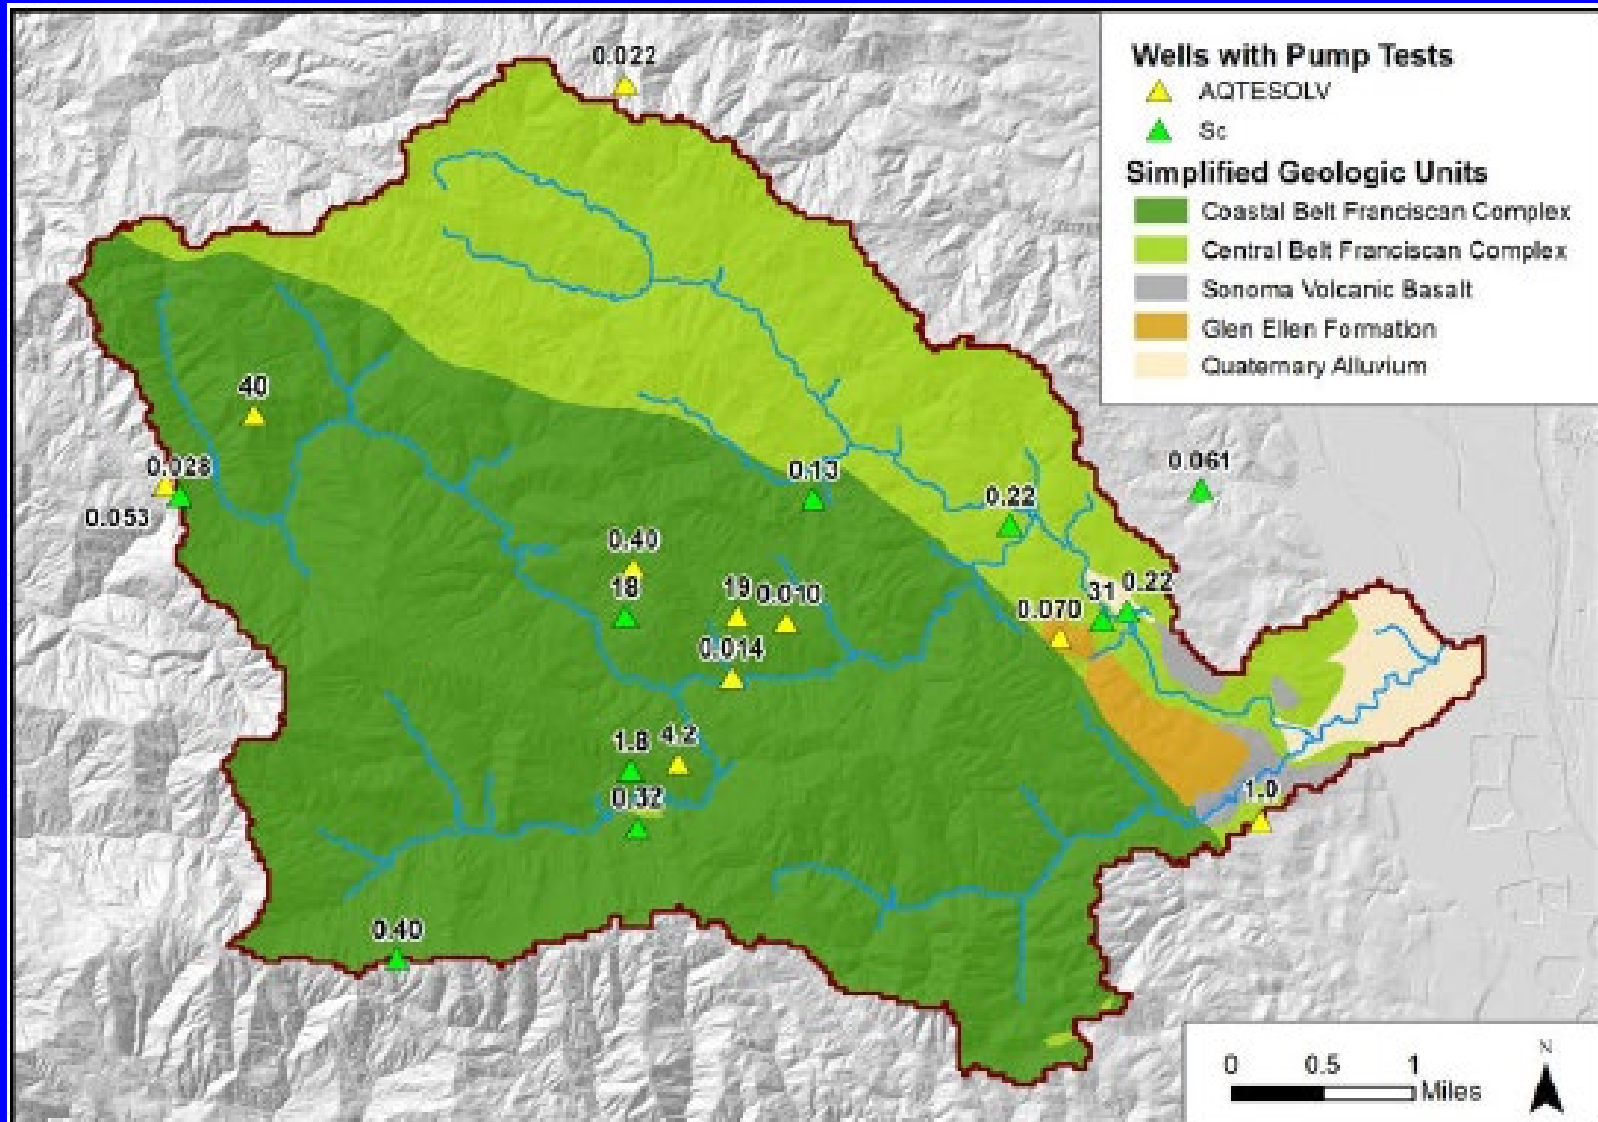 Wells with Pump Tests
AQTESOLV
Sc
Simplified Geologic Units
Coastal Belt Franciscan Complex
Central Belt Franciscan Complex
Sonoma Volcanic Basalt
Glen Ellen Formation
Quaternary Alluvium
0.022
40
0.028
0.053
0.13
0.061
0.22
0.40
18
19
0.010
0.070
31
0.22
0.014
1.8
4.2
0.32
1.0
0.40
0
0.5
1
Miles
N